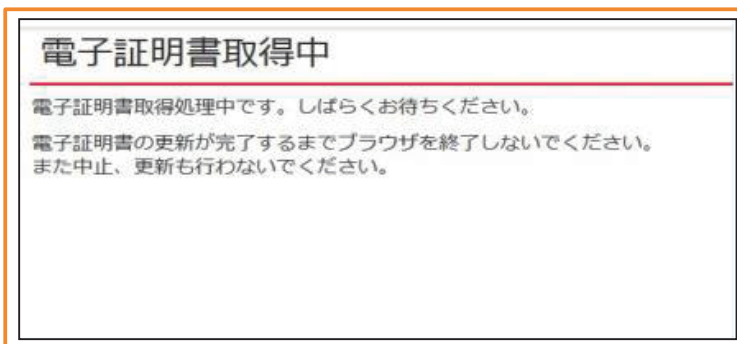 電子証明書取得中
電子証明書取得処理中です。しばらくお待ちください。
電子証明書の更新が完了するまでブラウザを終了しないでください。
また中止、更新も行わないでください。